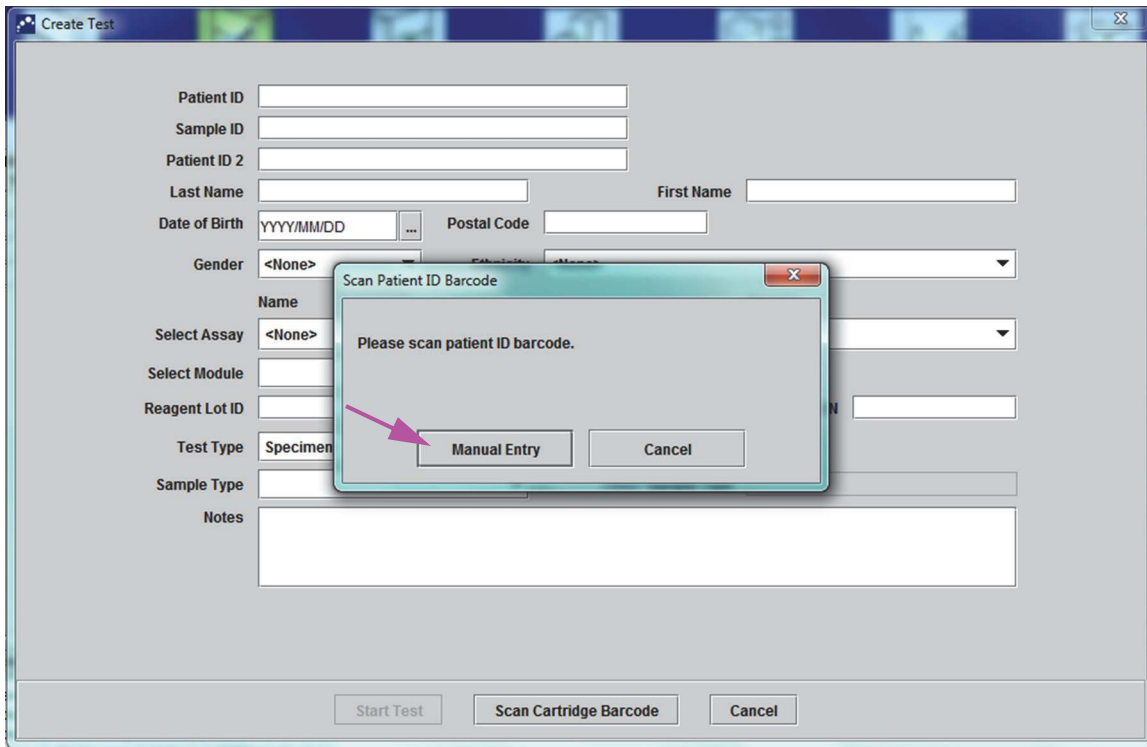 Create Test
Patient ID
Sample ID
Patient ID 2
Last Name First Name
Date of Birth YYYY/MM/DD ... Postal Code
Gender <None>
Scan Patient ID Barcode
Name
Select Assay <None>
Please scan patient ID barcode.
Select Module
Reagent Lot ID
Test Type Specimen
Manual Entry Cancel
Sample Type
Notes
Start Test Scan Cartridge Barcode Cancel